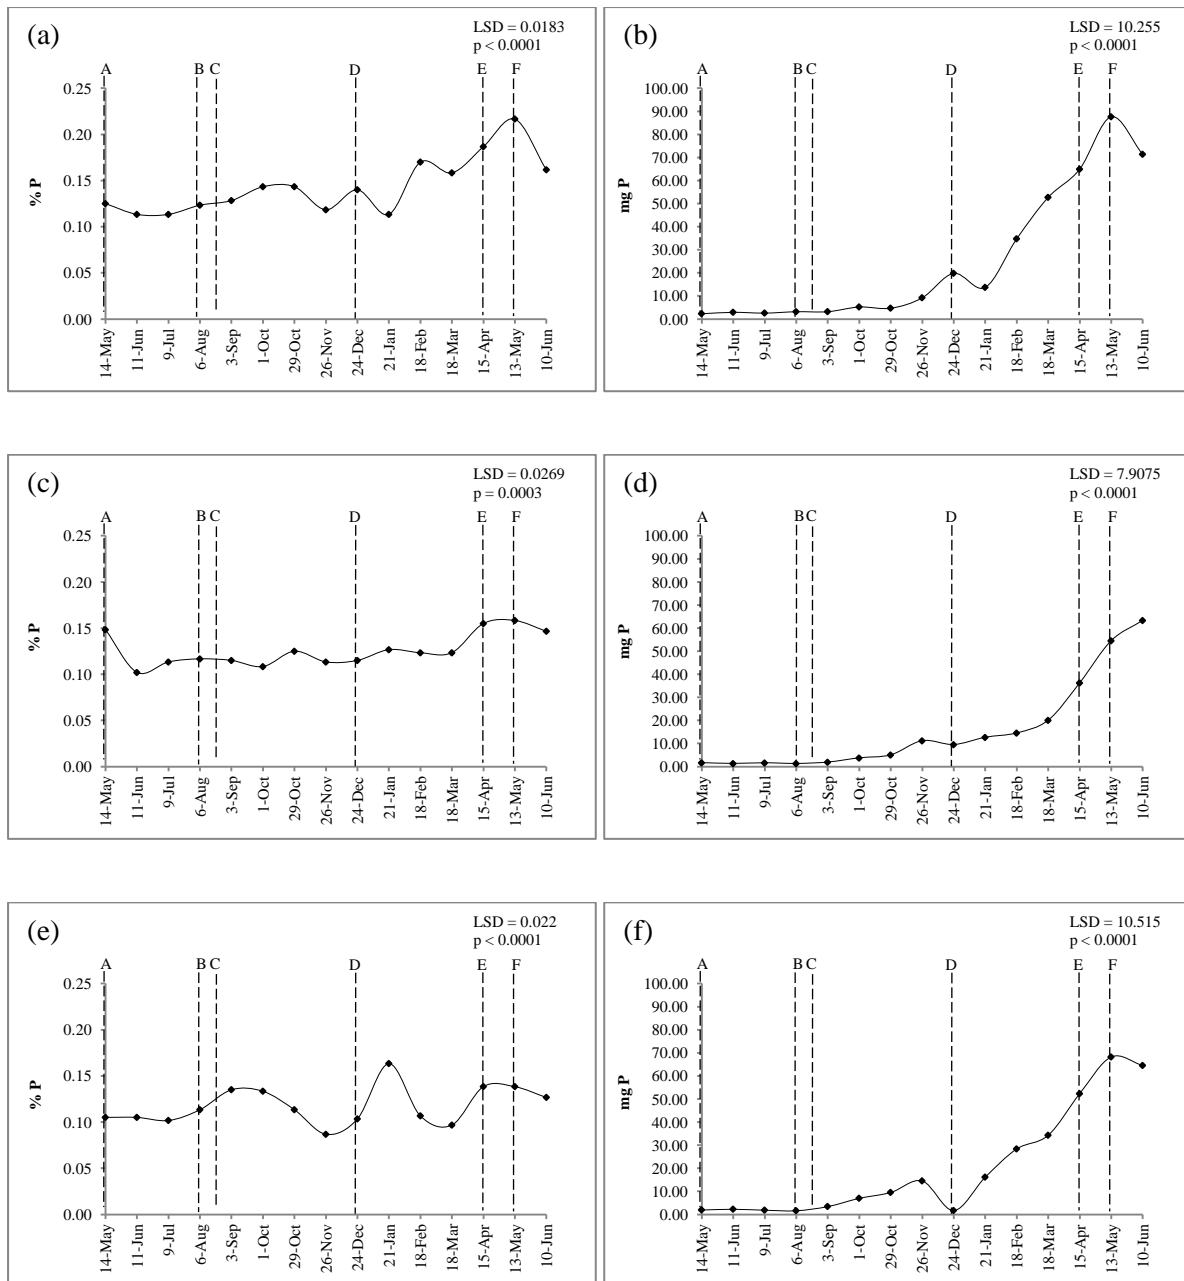 (a)
LSD = 0.0183
p < 0.0001
A B C D E F
0.25
0.20
0.15
0.10
0.05
0.00
% P
14-May 11-Jun 9-Jul 6-Aug 3-Sep 1-Oct 29-Oct 26-Nov 24-Dec 21-Jan 18-Feb 18-Mar 15-Apr 13-May 10-Jun
(b)
LSD = 10.255
p < 0.0001
A B C D E F
100.00
90.00
80.00
70.00
60.00
50.00
40.00
30.00
20.00
10.00
0.00
mg P
14-May 11-Jun 9-Jul 6-Aug 3-Sep 1-Oct 29-Oct 26-Nov 24-Dec 21-Jan 18-Feb 18-Mar 15-Apr 13-May 10-Jun
(c)
LSD = 0.0269
p = 0.0003
A B C D E F
0.25
0.20
0.15
0.10
0.05
0.00
% P
14-May 11-Jun 9-Jul 6-Aug 3-Sep 1-Oct 29-Oct 26-Nov 24-Dec 21-Jan 18-Feb 18-Mar 15-Apr 13-May 10-Jun
(d)
LSD = 7.9075
p < 0.0001
A B C D E F
100.00
90.00
80.00
70.00
60.00
50.00
40.00
30.00
20.00
10.00
0.00
mg P
14-May 11-Jun 9-Jul 6-Aug 3-Sep 1-Oct 29-Oct 26-Nov 24-Dec 21-Jan 18-Feb 18-Mar 15-Apr 13-May 10-Jun
(e)
LSD = 0.022
p < 0.0001
A B C D E F
0.25
0.20
0.15
0.10
0.05
0.00
% P
14-May 11-Jun 9-Jul 6-Aug 3-Sep 1-Oct 29-Oct 26-Nov 24-Dec 21-Jan 18-Feb 18-Mar 15-Apr 13-May 10-Jun
(f)
LSD = 10.515
p < 0.0001
A B C D E F
100.00
90.00
80.00
70.00
60.00
50.00
40.00
30.00
20.00
10.00
0.00
mg P
14-May 11-Jun 9-Jul 6-Aug 3-Sep 1-Oct 29-Oct 26-Nov 24-Dec 21-Jan 18-Feb 18-Mar 15-Apr 13-May 10-Jun